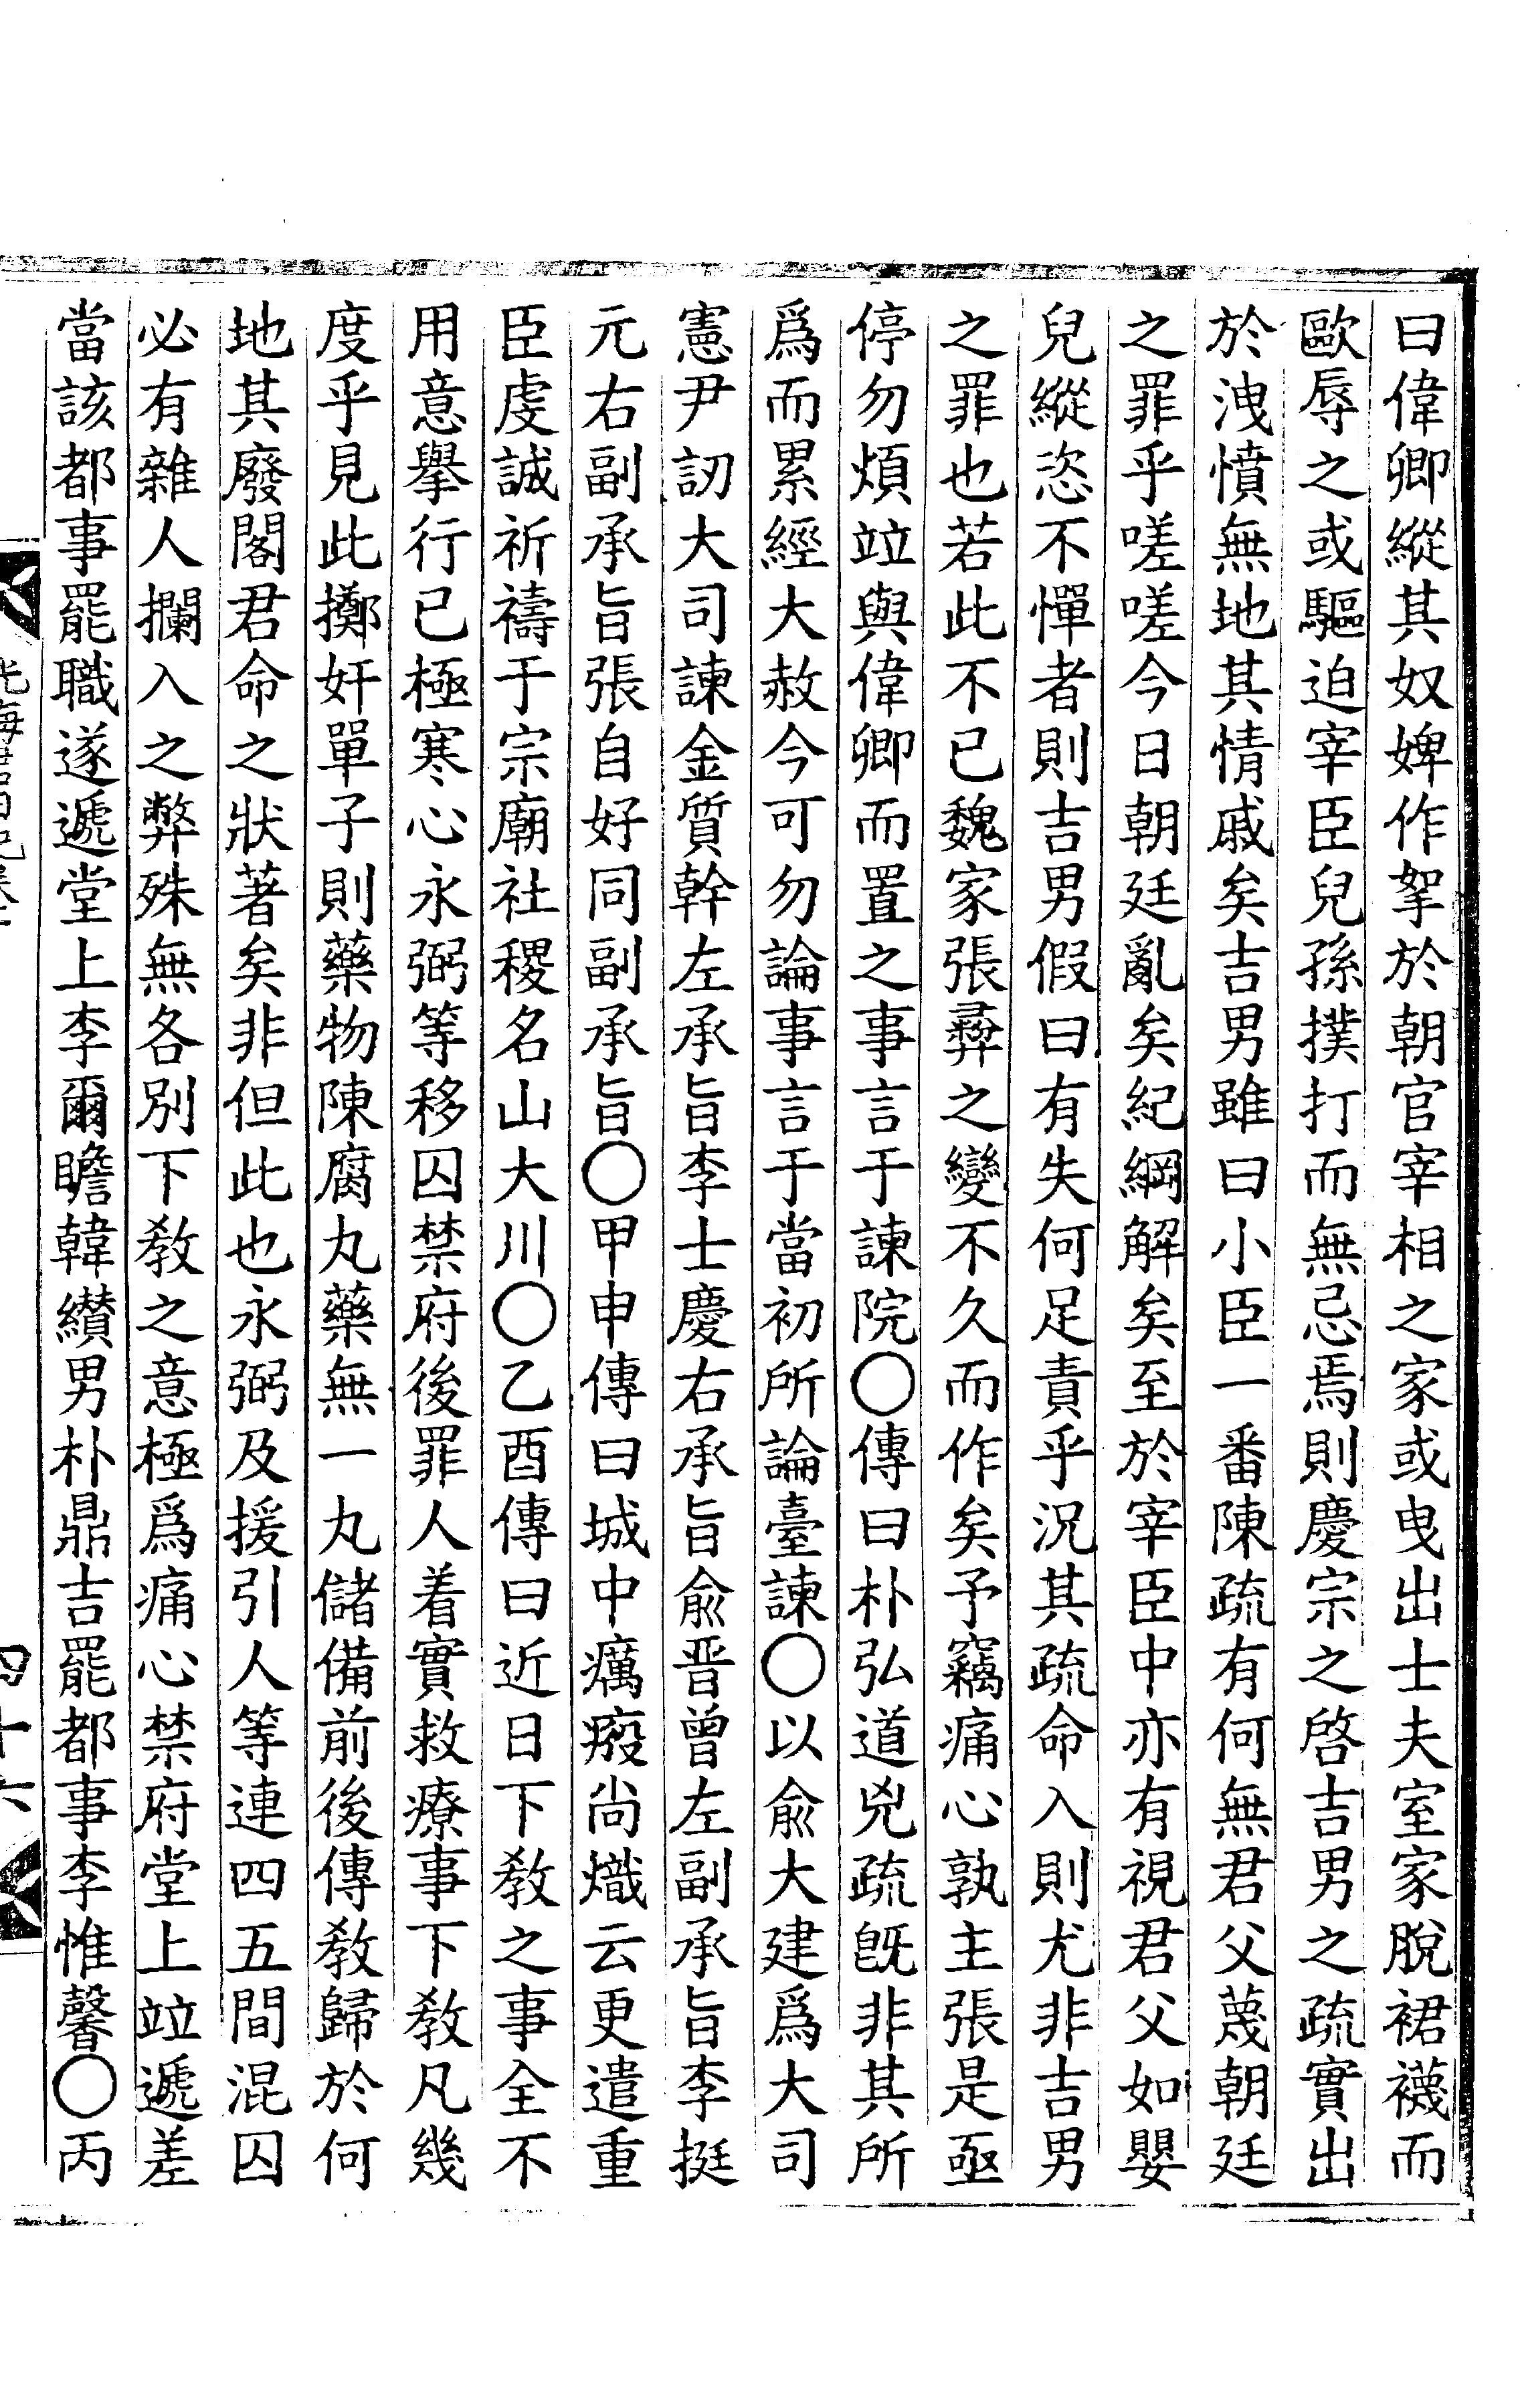 曰偉卿縱其奴婢作挐於朝官宰相之家或曳出士夫室家脫裙襪而
歐辱之或驅迫宰臣兒孫撲打而無忌焉則慶宗之啓吉男之疏實出
於洩憤無地其情慼矣吉男雖曰小臣一番陳疏有何無君父蔑朝廷
之罪乎嗟嗟今日朝廷亂矣紀綱解矣至於宰臣中亦有視君父如嬰
兒縱恣不憚者則吉男假曰有失何足責乎況其疏命入則尤非吉男
之罪也若此不已魏家張彝之變不久而作矣予竊痛心孰主張是亟
停勿煩竝與偉卿而置之事言于諫院○傳曰朴弘道兇疏旣非其所
爲而累經大赦今可勿論事言于當初所論臺諫○以兪大建爲大司
憲尹訒大司諫金質幹左承旨李士慶右承旨兪晋曾左副承旨李挺
元右副承旨張自好同副承旨○甲申傳曰城中癘疫尙熾云更遣重
臣虔誠祈禱于宗廟社稷名山大川○乙酉傳曰近日下敎之事全不
用意擧行已極寒心永弼等移囚禁府後罪人着實救療事下敎凡幾
度乎見此擲奸單子則藥物陳腐丸藥無一丸儲備前後傳敎歸於何
地其廢閣君命之狀著矣非但此也永弼及援引人等連四五間混囚
必有雜人攔入之弊殊無各別下敎之意極爲痛心禁府堂上竝遞差
當該都事罷職遂遞堂上李爾瞻韓纘男朴鼎吉罷都事李惟馨○丙
四十六